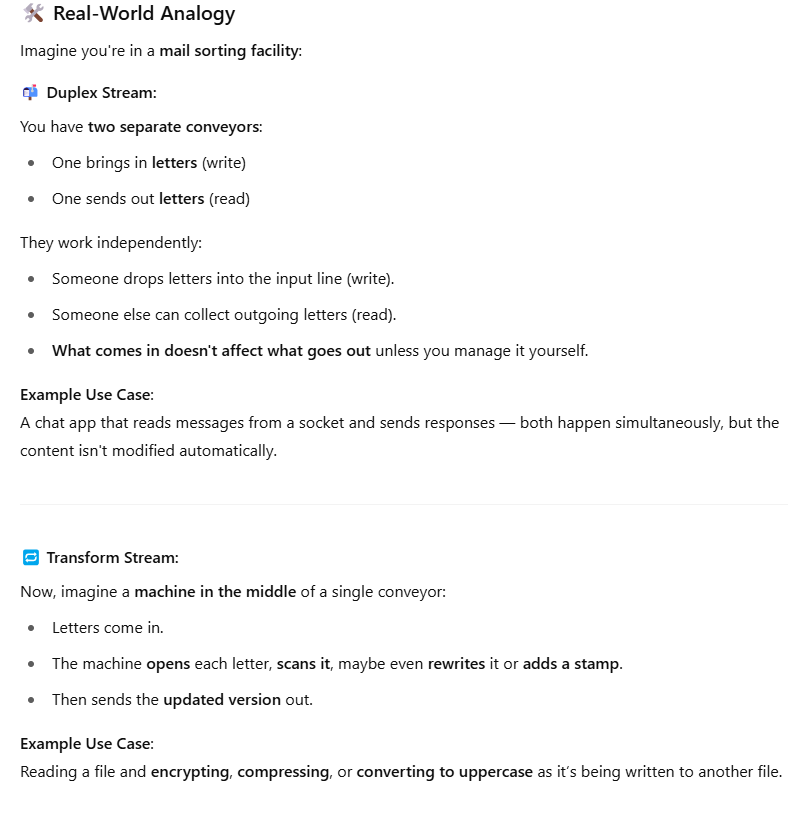 🛠️ Real-World Analogy
Imagine you're in a mail sorting facility:
📬 Duplex Stream:
You have two separate conveyors:
• One brings in letters (write)
• One sends out letters (read)
They work independently:
• Someone drops letters into the input line (write).
• Someone else can collect outgoing letters (read).
• What comes in doesn't affect what goes out unless you manage it yourself.
Example Use Case:
A chat app that reads messages from a socket and sends responses — both happen simultaneously, but the
content isn't modified automatically.
🔁 Transform Stream:
Now, imagine a machine in the middle of a single conveyor:
• Letters come in.
• The machine opens each letter, scans it, maybe even rewrites it or adds a stamp.
• Then sends the updated version out.
Example Use Case:
Reading a file and encrypting, compressing, or converting to uppercase as it's being written to another file.